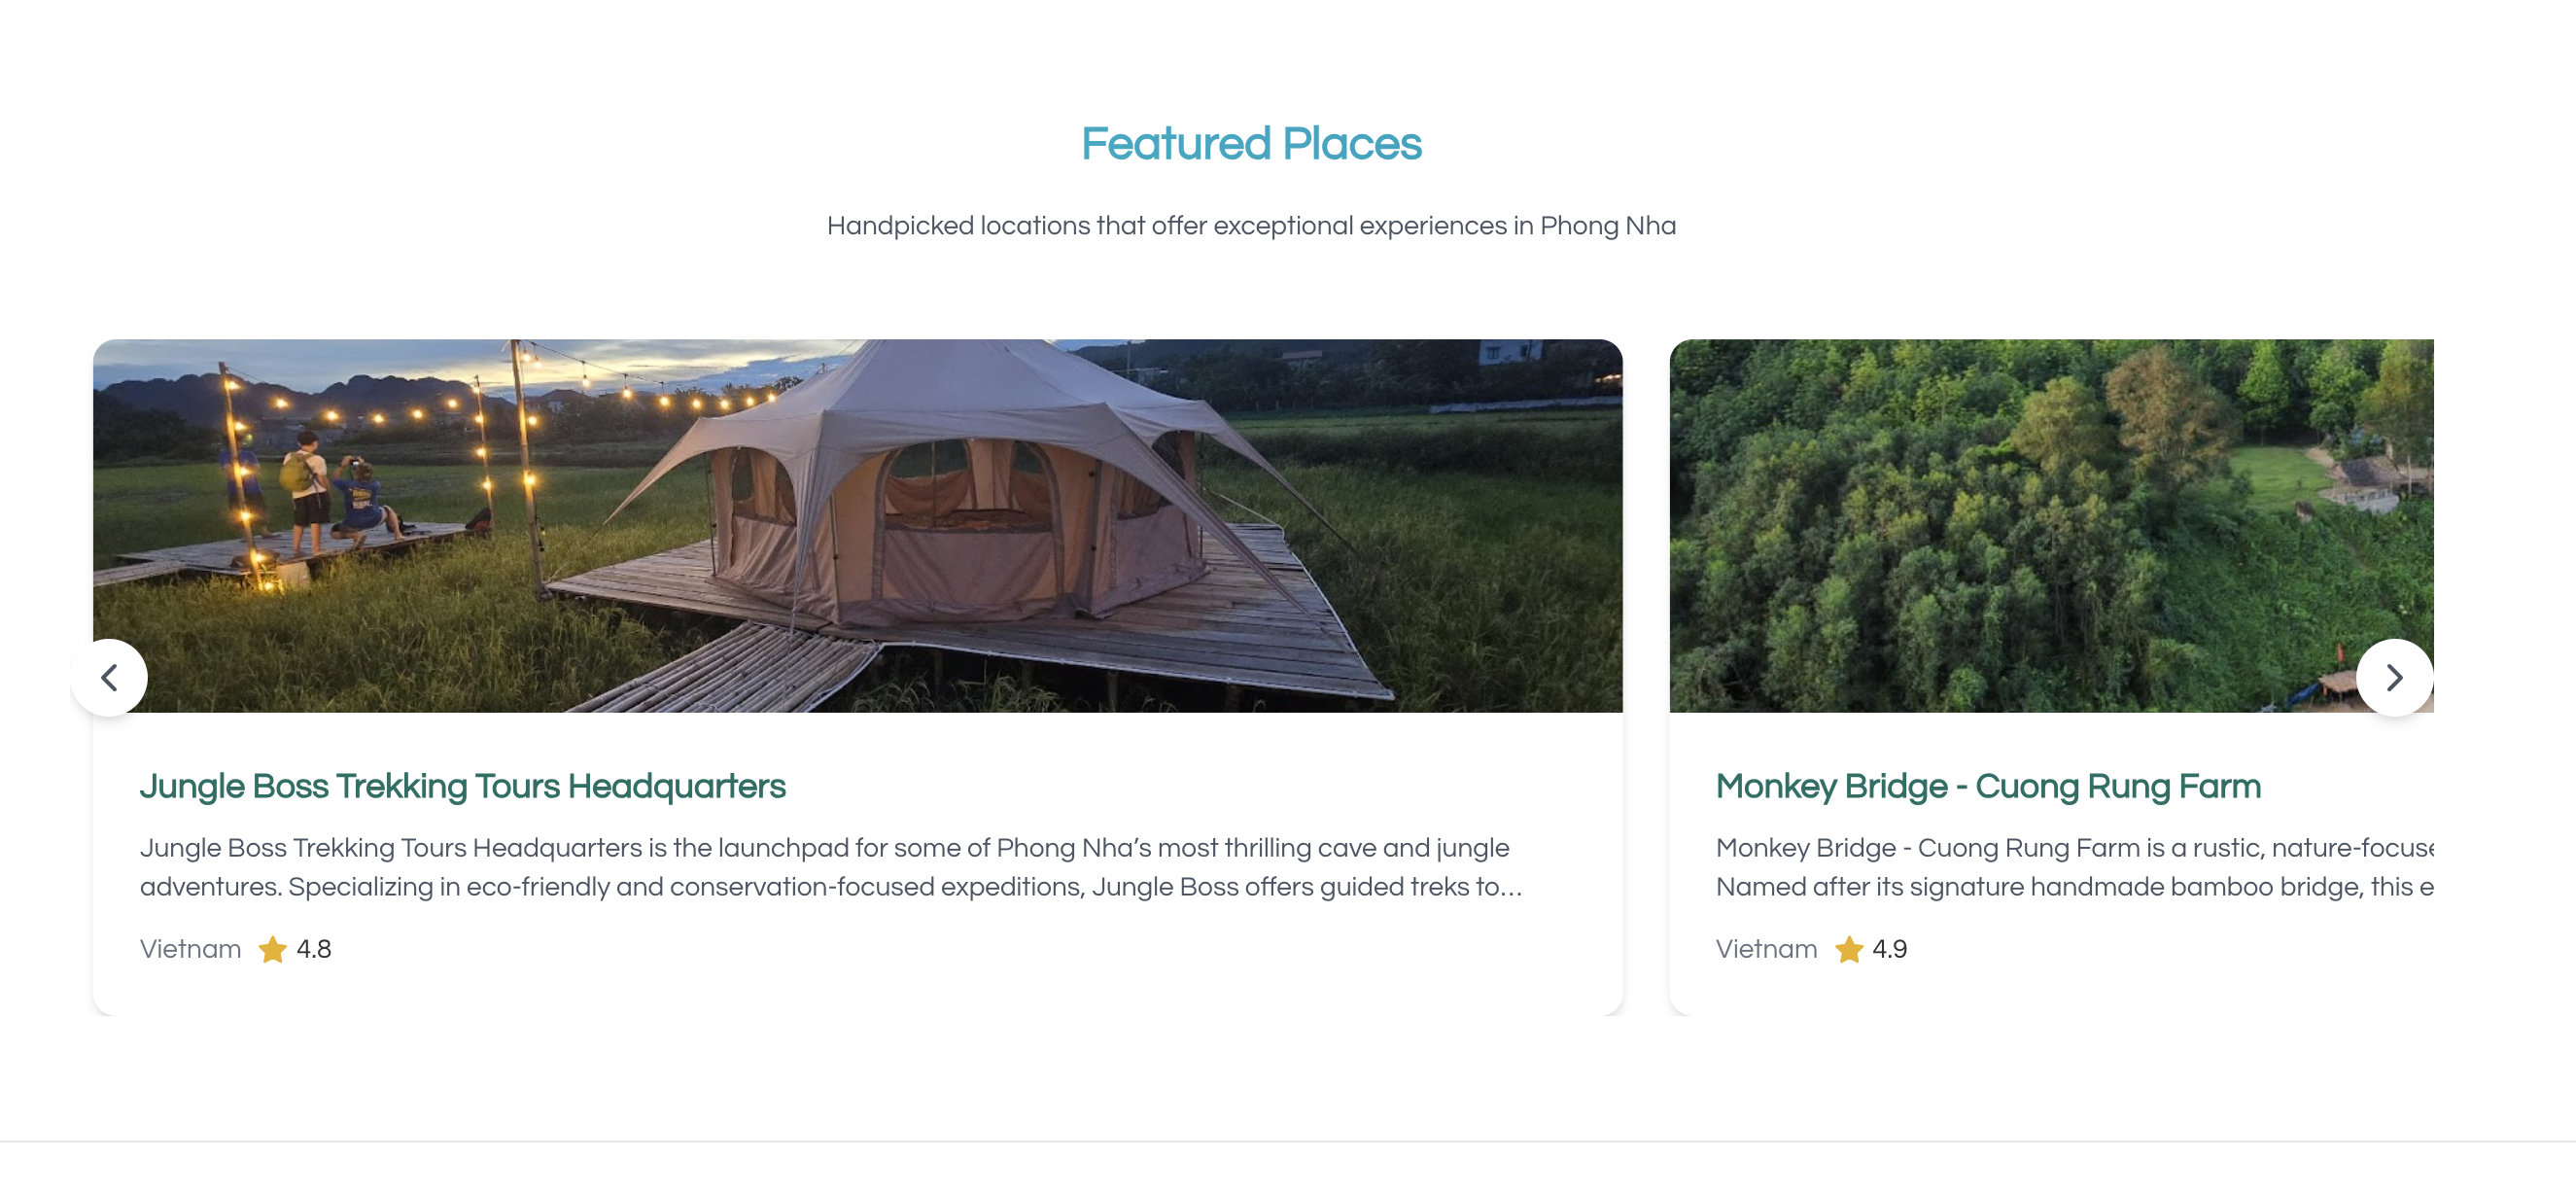 Featured Places
Handpicked locations that offer exceptional experiences in Phong Nha
Jungle Boss Trekking Tours Headquarters
Jungle Boss Trekking Tours Headquarters is the launchpad for some of Phong Nha’s most thrilling cave and jungle
adventures. Specializing in eco-friendly and conservation-focused expeditions, Jungle Boss offers guided treks to…
Vietnam 4.8
Monkey Bridge - Cuong Rung Farm
Monkey Bridge - Cuong Rung Farm is a rustic, nature-focuse
Named after its signature handmade bamboo bridge, this e
Vietnam 4.9